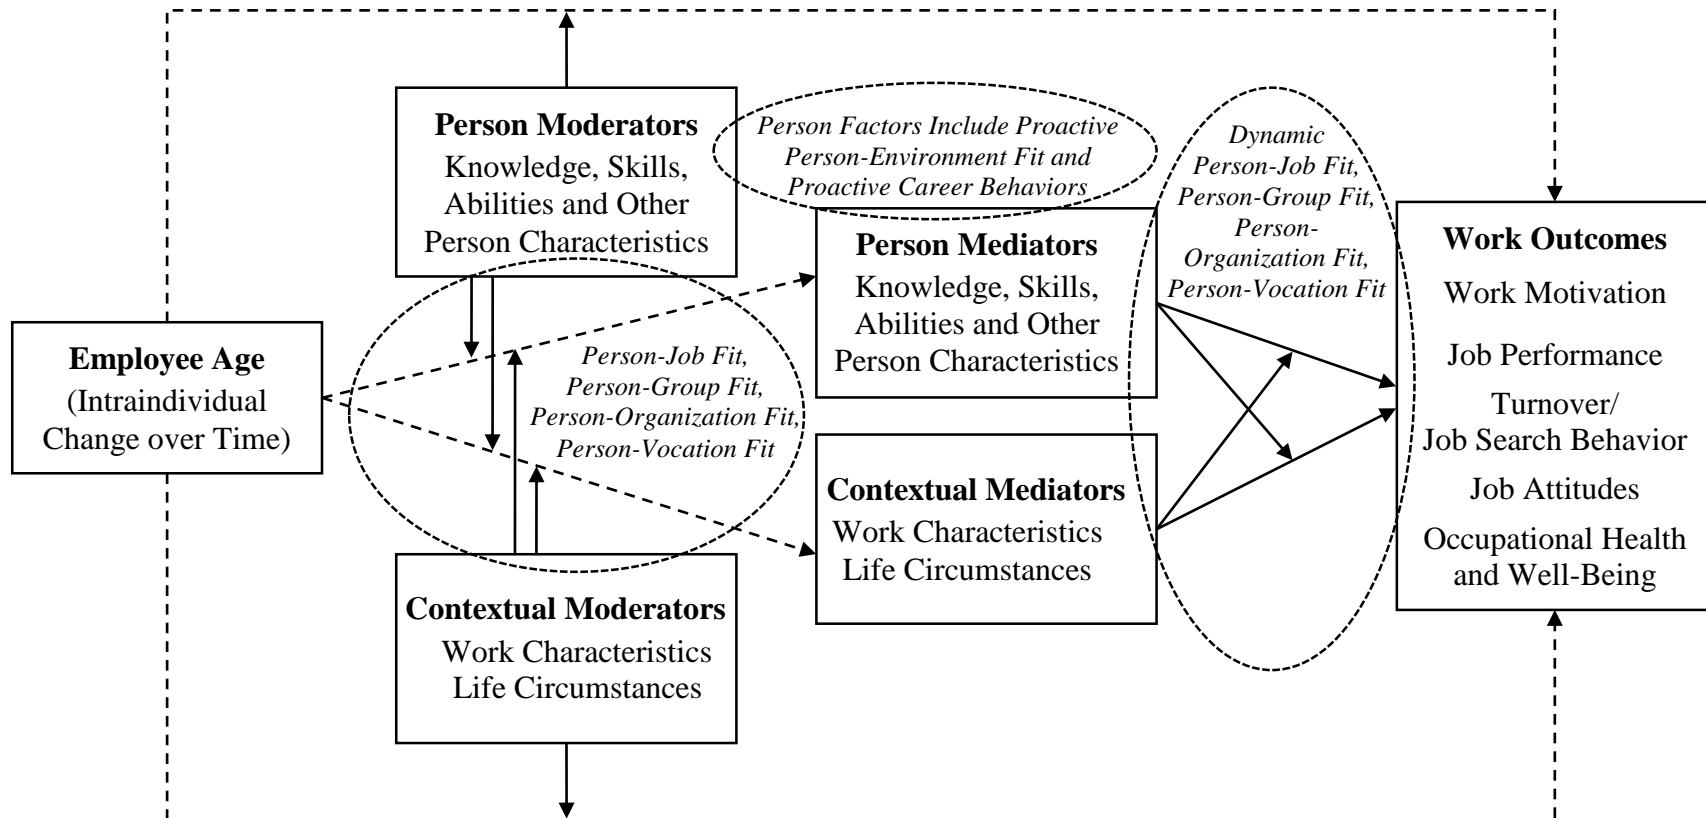 Person Moderators
Knowledge, Skills,
Abilities and Other
Person Characteristics
Person Factors Include Proactive
Person-Environment Fit and
Proactive Career Behaviors
Dynamic
Person-Job Fit,
Person-Group Fit,
Person-
Organization Fit,
Person-Vocation Fit
Employee Age
(Intraindividual
Change over Time)
Person-Job Fit,
Person-Group Fit,
Person-Organization Fit,
Person-Vocation Fit
Person Mediators
Knowledge, Skills,
Abilities and Other
Person Characteristics
Contextual Mediators
Work Characteristics
Life Circumstances
Contextual Moderators
Work Characteristics
Life Circumstances
Work Outcomes
Work Motivation
Job Performance
Turnover/
Job Search Behavior
Job Attitudes
Occupational Health
and Well-Being